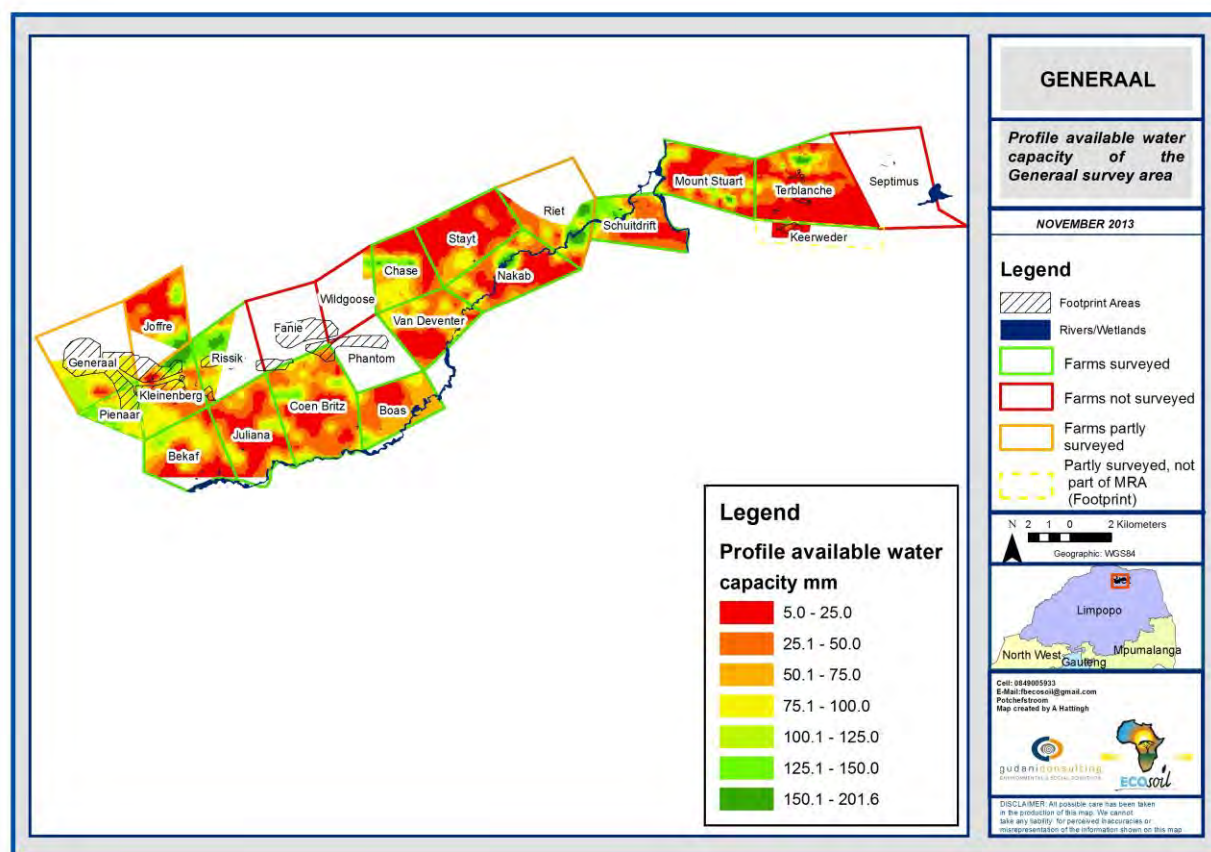 GENERAAL
Profile available water
capacity of the
Generaal survey area
NOVEMBER 2013
Legend
Footprint Areas
Rivers/Wetlands
Farms surveyed
Farms not surveyed
Farms partly
surveyed
Partly surveyed, not
part of MRA
(Footprint)
N 2 1 0 2 Kilometers
Geographic: WGS84
Limpopo
North West
Gauteng
Mpumalanga
Cell: 0849005933
E-Mail:fbecosoil@gmail.com
Potchefstroom
Map created by A Hattingh
gudaniconsulting
ECOsoil
DISCLAIMER: All possible care has been taken
in the production of this map. We cannot
take any liability for perceived inaccuracies or
misrepresentation of the information shown on this map
Mount Stuart
Terblanche
Septimus
Keerweder
Riet
Schuitdrift
Stayt
Chase
Nakab
Wildgoose
Van Deventer
Joffre
Fanie
Phantom
Generaal
Rissik
Kleinenberg
Pienaar
Coen Britz
Boas
Juliana
Bekaf
Legend
Profile available water
capacity mm
5.0 - 25.0
25.1 - 50.0
50.1 - 75.0
75.1 - 100.0
100.1 - 125.0
125.1 - 150.0
150.1 - 201.6